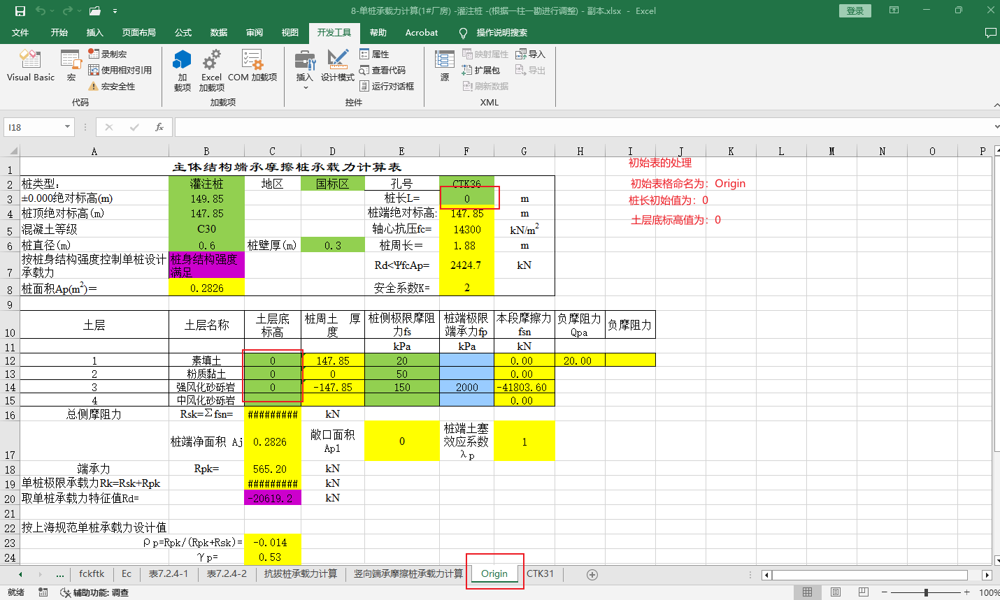 8-单桩承载力计算(1#厂房) -灌注桩 -(根据一柱一勘进行调整) - 副本.xlsx - Excel
登录
文件 开始 插入 页面布局 公式 数据 审阅 视图 开发工具 帮助 Acrobat 操作说明搜索
Visual Basic 宏 录制宏 使用相对引用 宏安全性
代码
加载项 Excel 加载项 COM 加载项
加载项
插入 设计模式 属性 查看代码 运行对话框
控件
源 映射属性 扩展包 刷新数据 导入 导出
XML
I18 fx
A B C D E F G H I J K L M N O P
1 主体结构端承摩擦桩承载力计算表
初始表的处理
2 桩类型: 灌注桩 地区 国标区 孔号 CTK36
初始表格命名为：Origin
3 ±0.000绝对标高(m) 149.85 桩长L= 0 m
桩长初始值为：0
4 桩顶绝对标高(m) 147.85 桩端绝对标高: 147.85 m
土层底标高值为：0
5 混凝土等级 C30 轴心抗压fc= 14300 kN/m2
6 桩直径(m) 0.6 桩壁厚(m) 0.3 桩周长＝ 1.88 m
7 按桩身结构强度控制单桩设计承载力 桩身结构强度满足 Rd<ΨfcAp= 2424.7 kN
8 桩面积Ap(m2)＝ 0.2826 安全系数K= 2
9
10 土层 土层名称 土层底标高 桩周土 厚度 桩侧极限摩阻力fs 桩端极限端承力fp 本段摩擦力fsn 负摩阻力Qpa 负摩阻力
11 kPa kPa kN
12 1 素填土 0 147.85 20 0.00 20.00
13 2 粉质黏土 0 0 50 0.00
14 3 强风化砂砾岩 0 -147.85 150 2000 -41803.60
15 4 中风化砂砾岩 0.00
16 总侧摩阻力 Rsk=Σfsn= ######### kN
17 桩端净面积 Aj 0.2826 敞口面积Ap1 0 桩端土塞效应系数λp 1
18 端承力 Rpk= 565.20 kN
19 单桩极限承载力Rk=Rsk+Rpk ######### kN
20 取单桩承载力特征值Rd= -20619.2 kN
21
22 按上海规范单桩承载力设计值
23 ρp=Rpk/(Rpk+Rsk)= -0.014
24 γp= 0.53
... fckftk Ec 表7.2.4-1 表7.2.4-2 抗拔桩承载力计算 竖向端承摩擦桩承载力计算 Origin CTK31
就绪 辅助功能: 调查 100%